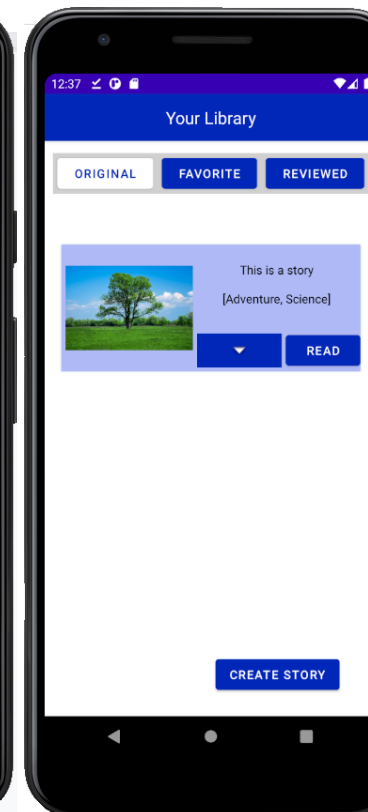 12:37
Your Library
ORIGINAL FAVORITE REVIEWED
This is a story
[Adventure, Science]
READ
CREATE STORY